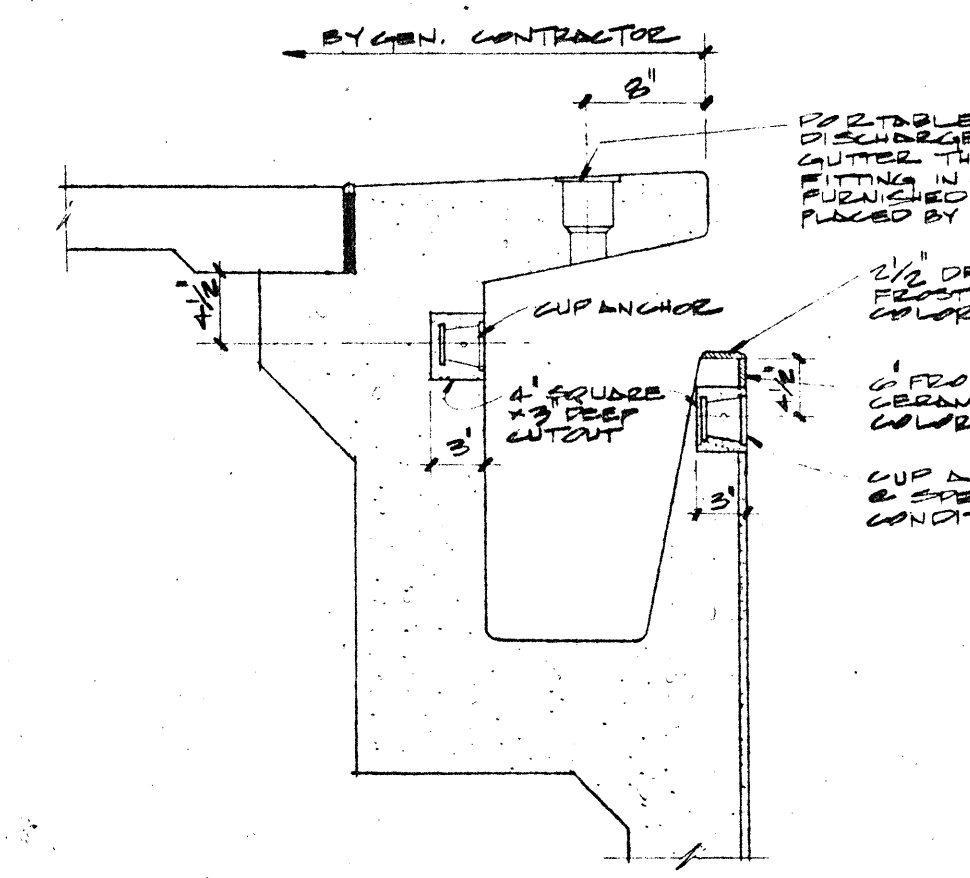 BY GEN. CONTRACTOR
8"
PORTABLE
DISCHARGE
GUTTER TH
FITTING IN
FURNISHED
PLACED BY
2 1/2" DE
FROST
COLOR
4 1/2"
CUP ANCHOR
4" SQUARE
x 3" DEEP
CUTOUT
3"
4 1/2"
6" FRO
CERAM
COLOR
CUP A
@ SPE
CONDIT
3"